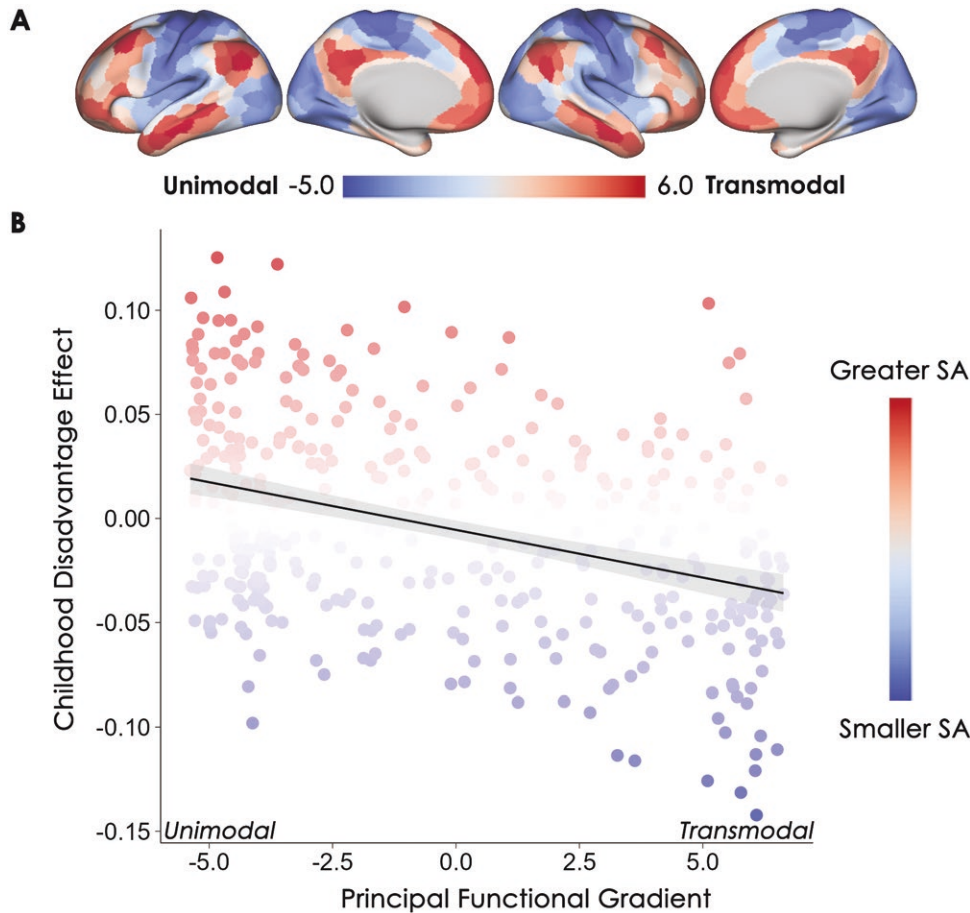 A
Unimodal -5.0 6.0 Transmodal
B
Childhood Disadvantage Effect
0.10
0.05
0.00
-0.05
-0.10
-0.15
Unimodal Transmodal
-5.0 -2.5 0.0 2.5 5.0
Principal Functional Gradient
Greater SA
Smaller SA